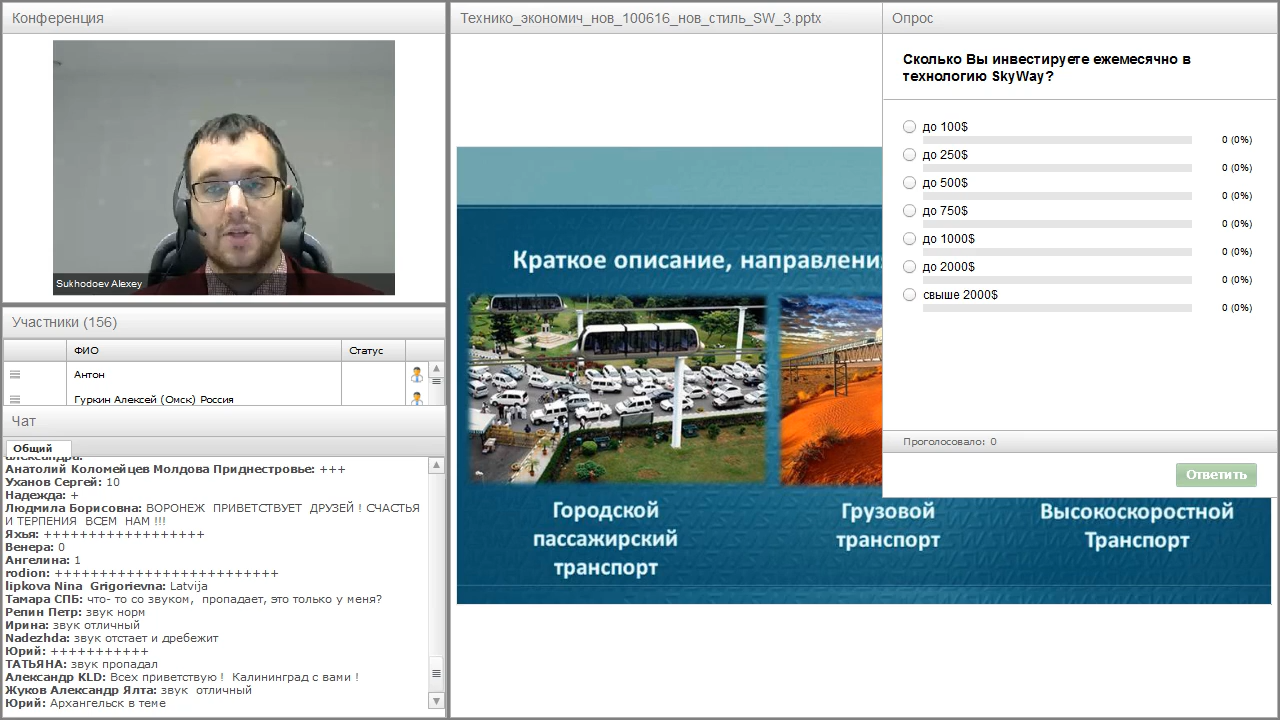 Конференция
Sukhodoev Alexey
Участники (156)
ФИО
Статус
Антон
Гуркин Алексей (Омск) Россия
Чат
Общий
александра:
Анатолий Коломейцев Молдова Приднестровье: +++
Уханов Сергей: 10
Надежда: +
Людмила Борисовна: ВОРОНЕЖ ПРИВЕТСТВУЕТ ДРУЗЕЙ ! СЧАСТЬЯ
И ТЕРПЕНИЯ ВСЕМ НАМ !!!
Яхья: ++++++++++++++++++
Венера: 0
Ангелина: 1
rodion: +++++++++++++++++++++++++
lipkova Nina Grigorievna: Latvija
Тамара СПБ: что- то со звуком, пропадает, это только у меня?
Репин Петр: звук норм
Ирина: звук отличный
Nadezhda: звук отстает и дребежит
Юрий: +++++++++++
ТАТЬЯНА: звук пропадал
Александр KLD: Всех приветствую ! Калининград с вами !
Жуков Александр Ялта: звук отличный
Юрий: Архангельск в теме
Технико_экономич_нов_100616_нов_стиль_SW_3.pptx
Краткое описание, направлени
Городской
пассажирский
транспорт
Грузовой
транспорт
Высокоскоростной
Транспорт
Опрос
Сколько Вы инвестируете ежемесячно в
технологию SkyWay?
до 100$
0 (0%)
до 250$
0 (0%)
до 500$
0 (0%)
до 750$
0 (0%)
до 1000$
0 (0%)
до 2000$
0 (0%)
свыше 2000$
0 (0%)
Проголосовало: 0
Ответить